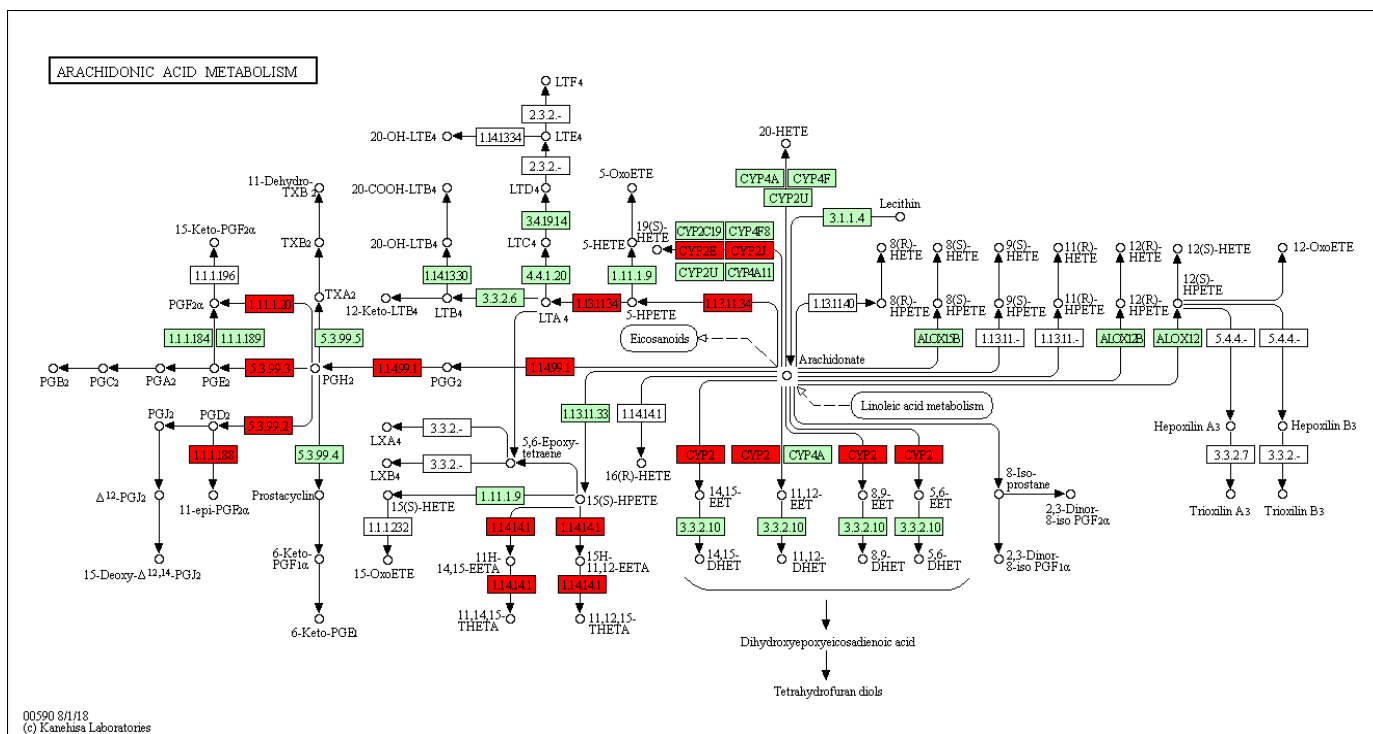 ARACHIDONIC ACID METABOLISM
LTF4
2.3.2.-
20-OH-LTE4
1.14.13.34
LTE4
2.3.2.-
20-HETE
CYP4A
CYP4F
CYP2U
11-Dehydro-
TXB2
20-COOH-LTB4
LTD4
5-OxoETE
3.4.19.14
Lecithin
3.1.1.4
15-Keto-PGF2α
TXB2
20-OH-LTB4
LTC4
5-HETE
19(S)-
HETE
CYP2C19
CYP4F8
CYP2E
CYP2J
CYP2U
CYP4A11
8(R)-
HETE
8(S)-
HETE
9(S)-
HETE
11(R)-
HETE
12(R)-
HETE
12(S)-HETE
12-OxoETE
1.1.1.196
1.14.13.30
4.4.1.20
1.11.1.9
12(S)-
HPETE
PGF2α
1.11.1.20
TXA2
12-Keto-LTB4
LTB4
3.3.2.6
LTA4
1.13.11.34
5-HPETE
1.13.11.34
1.13.11.40
8(R)-
HPETE
8(S)-
HPETE
9(S)-
HPETE
11(R)-
HPETE
12(R)-
HPETE
1.1.1.184
1.1.1.189
5.3.99.5
Eicosanoids
ALOX15B
1.13.11.-
1.13.11.-
ALOX12B
ALOX12
5.4.4.-
5.4.4.-
Arachidonate
PGB2
PGC2
PGA2
PGE2
5.3.99.3
PGH2
1.14.99.1
PGG2
1.14.99.1
Linoleic acid metabolism
PGJ2
PGD2
5.3.99.2
1.13.11.33
1.14.14.1
LXA4
3.3.2.-
Hepoxilin A3
Hepoxilin B3
1.1.1.188
5.3.99.4
LXB4
3.3.2.-
5,6-Epoxy-
tetraene
16(R)-HETE
CYP2
CYP2
CYP4A
CYP2
CYP2
3.3.2.7
3.3.2.-
8-Iso-
prostane
Δ12-PGJ2
11-epi-PGF2α
Prostacyclin
15(S)-HETE
1.11.1.9
15(S)-HPETE
14,15-
EET
11,12-
EET
8,9-
EET
5,6-
EET
2,3-Dinor-
8-iso PGF2α
Trioxilin A3
Trioxilin B3
1.1.1.232
1.14.14.1
1.14.14.1
3.3.2.10
3.3.2.10
3.3.2.10
3.3.2.10
15-Deoxy-Δ12,14-PGJ2
6-Keto-
PGF1α
15-OxoETE
11H-
14,15-EETA
15H-
11,12-EETA
14,15-
DHET
11,12-
DHET
8,9-
DHET
5,6-
DHET
2,3-Dinor-
8-iso PGF1α
1.14.14.1
1.14.14.1
6-Keto-PGE1
11,14,15-
THETA
11,12,15-
THETA
Dihydroxyepoxyeicosadienoic acid
Tetrahydrofuran diols
00590 8/1/18
(c) Kanehisa Laboratories